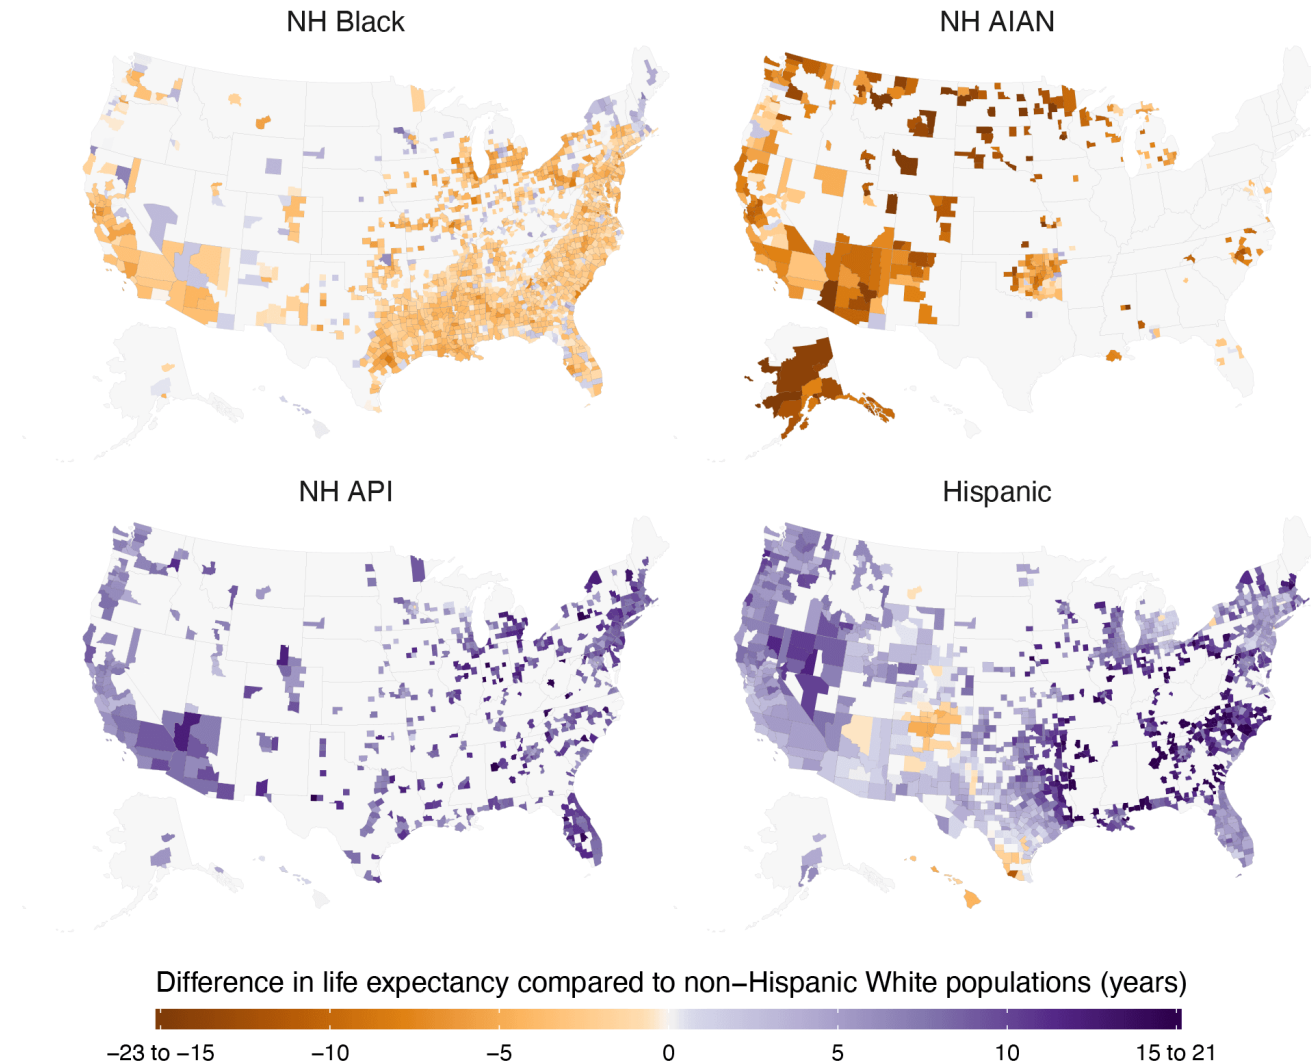 NH Black
NH AIAN
NH API
Hispanic
Difference in life expectancy compared to non−Hispanic White populations (years)
−23 to −15
−10
−5
0
5
10
15 to 21